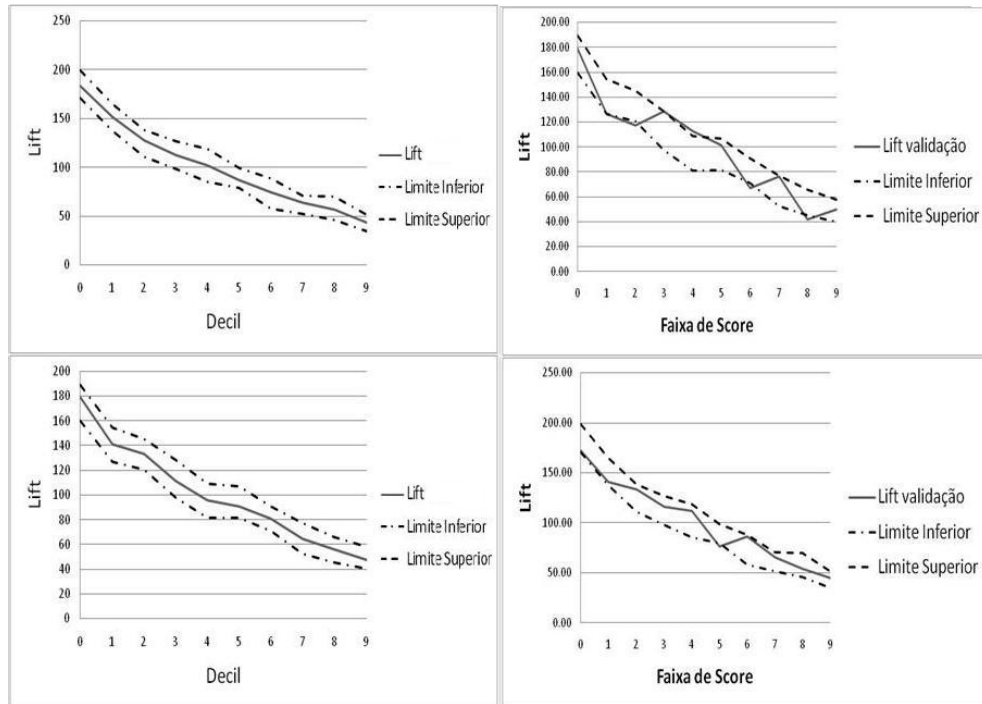 250
200
150
100
50
0
Lift
0 1 2 3 4 5 6 7 8 9
Decil
Lift
Limite Inferior
Limite Superior
200.00
180.00
160.00
140.00
120.00
100.00
80.00
60.00
40.00
20.00
0.00
Lift
0 1 2 3 4 5 6 7 8 9
Faixa de Score
Lift validação
Limite Inferior
Limite Superior
200
180
160
140
120
100
80
60
40
20
0
Lift
0 1 2 3 4 5 6 7 8 9
Decil
Lift
Limite Inferior
Limite Superior
250.00
200.00
150.00
100.00
50.00
0.00
Lift
0 1 2 3 4 5 6 7 8 9
Faixa de Score
Lift validação
Limite Inferior
Limite Superior